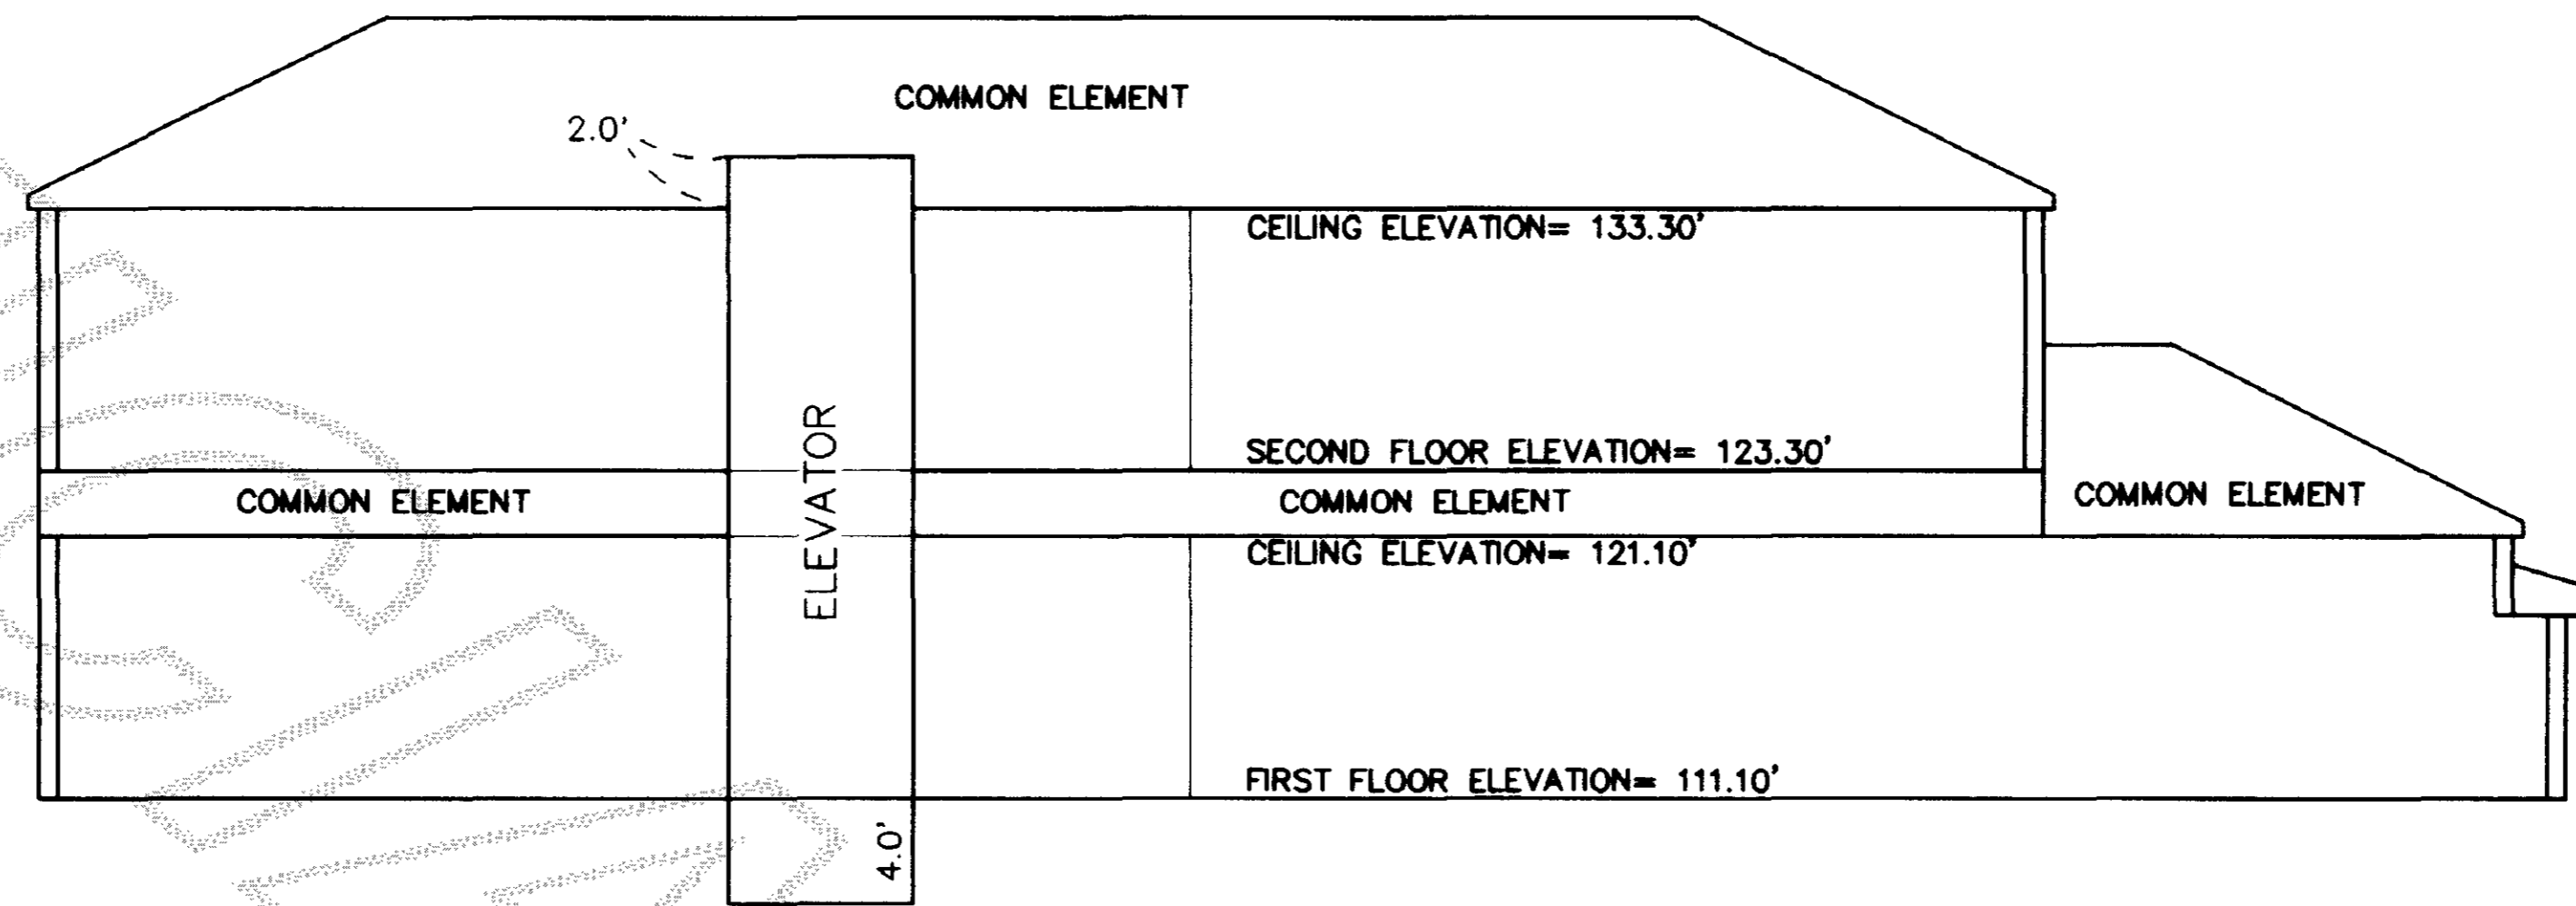 COMMON ELEMENT
2.0'
CEILING ELEVATION= 133.30'
SECOND FLOOR ELEVATION= 123.30'
COMMON ELEMENT
ELEVATOR
COMMON ELEMENT
COMMON ELEMENT
CEILING ELEVATION= 121.10'
FIRST FLOOR ELEVATION= 111.10'
4.0'